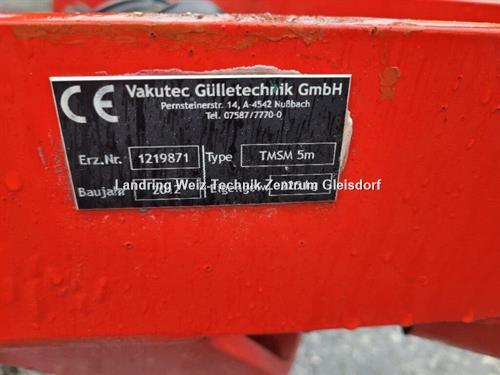 CE Vakutec Gülletechnik GmbH
Pernsteinerstr. 14, A-4542 Nußbach
Tel. 07587/7770-0
Erz.Nr. 1219871 Type TMSM 5m
Landring Weiz Technik Zentrum Gleisdorf
Baujahr Eigengew.